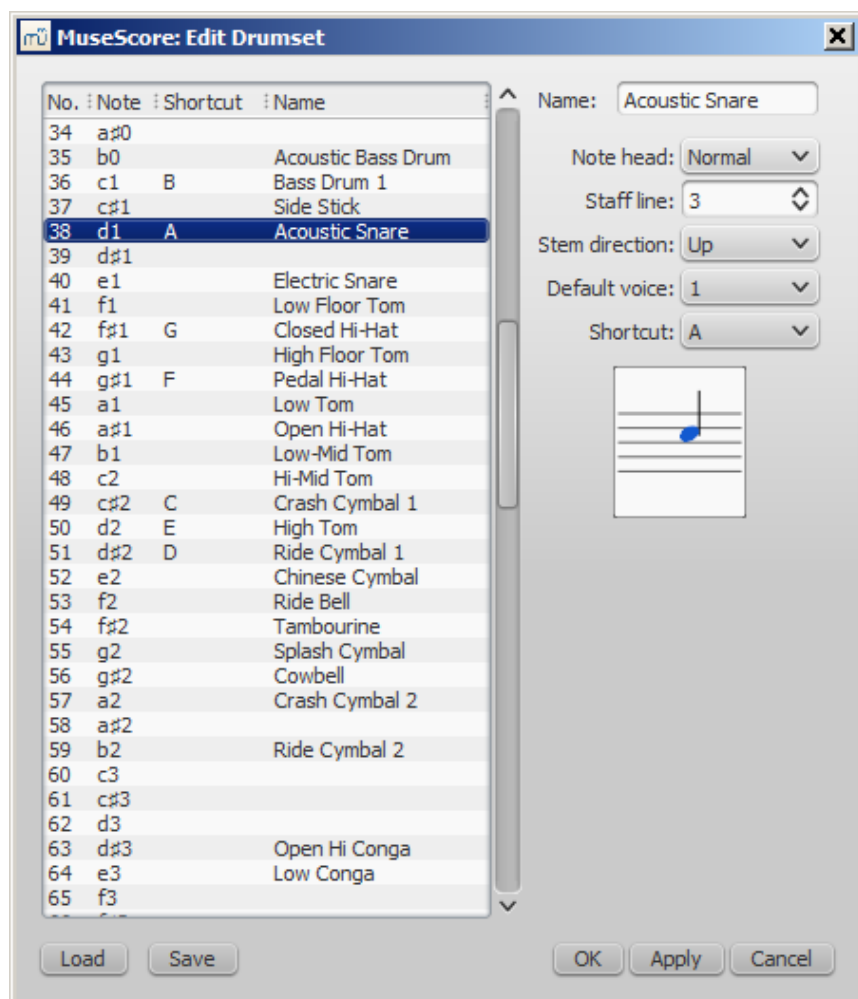 mü MuseScore: Edit Drumset
No. Note Shortcut Name
34 a♯0
35 b0 Acoustic Bass Drum
36 c1 B Bass Drum 1
37 c♯1 Side Stick
38 d1 A Acoustic Snare
39 d♯1
40 e1 Electric Snare
41 f1 Low Floor Tom
42 f♯1 G Closed Hi-Hat
43 g1 High Floor Tom
44 g♯1 F Pedal Hi-Hat
45 a1 Low Tom
46 a♯1 Open Hi-Hat
47 b1 Low-Mid Tom
48 c2 Hi-Mid Tom
49 c♯2 C Crash Cymbal 1
50 d2 E High Tom
51 d♯2 D Ride Cymbal 1
52 e2 Chinese Cymbal
53 f2 Ride Bell
54 f♯2 Tambourine
55 g2 Splash Cymbal
56 g♯2 Cowbell
57 a2 Crash Cymbal 2
58 a♯2
59 b2 Ride Cymbal 2
60 c3
61 c♯3
62 d3
63 d♯3 Open Hi Conga
64 e3 Low Conga
65 f3
Name: Acoustic Snare
Note head: Normal
Staff line: 3
Stem direction: Up
Default voice: 1
Shortcut: A
Load Save OK Apply Cancel